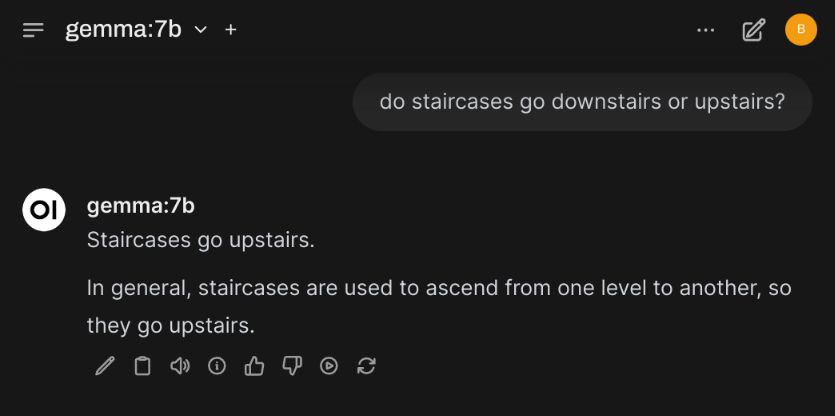 gemma:7b
B
do staircases go downstairs or upstairs?
OI
gemma:7b
Staircases go upstairs.
In general, staircases are used to ascend from one level to another, so
they go upstairs.